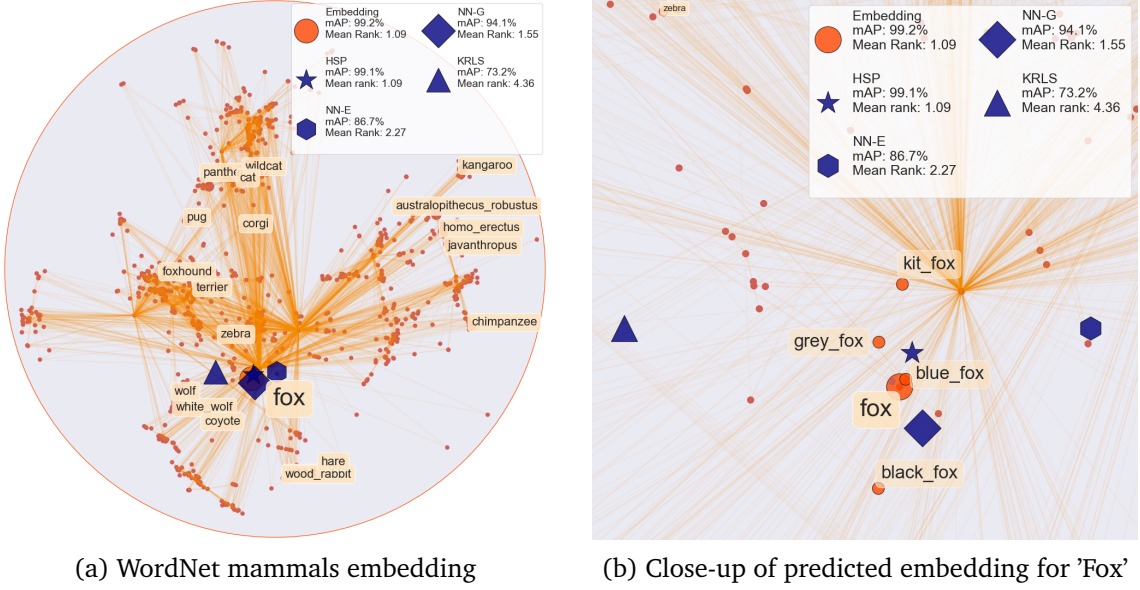 Embedding
mAP: 99.2%
Mean Rank: 1.09
NN-G
mAP: 94.1%
Mean Rank: 1.55
HSP
mAP: 99.1%
Mean rank: 1.09
KRLS
mAP: 73.2%
Mean rank: 4.36
NN-E
mAP: 86.7%
Mean Rank: 2.27
wildcat
panthe
cat
kangaroo
pug
corgi
australopithecus_robustus
homo_erectus
javanthropus
foxhound
terrier
zebra
chimpanzee
wolf
fox
white_wolf
coyote
hare
wood_rabbit
(a) WordNet mammals embedding
zebra
Embedding
mAP: 99.2%
Mean Rank: 1.09
NN-G
mAP: 94.1%
Mean Rank: 1.55
HSP
mAP: 99.1%
Mean rank: 1.09
KRLS
mAP: 73.2%
Mean rank: 4.36
NN-E
mAP: 86.7%
Mean Rank: 2.27
kit_fox
grey_fox
blue_fox
fox
black_fox
(b) Close-up of predicted embedding for 'Fox'